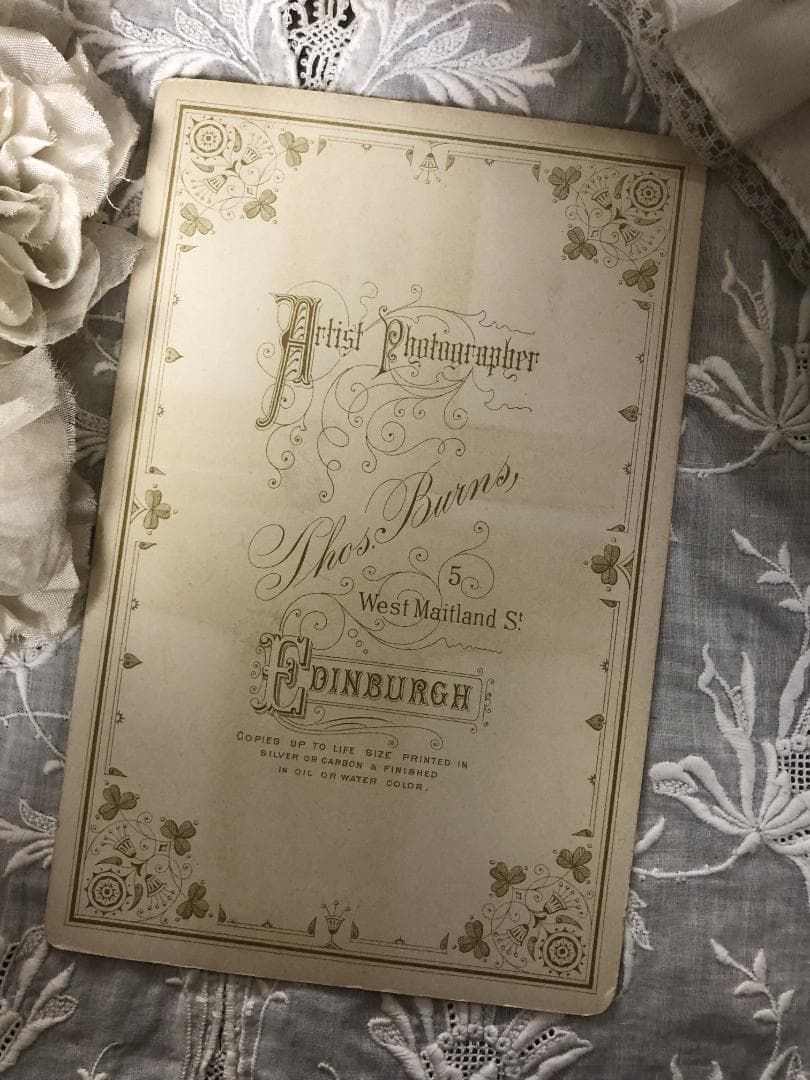 Artist Photographer
Thos. Burns,
5
West Maitland St
EDINBURGH
COPIES UP TO LIFE SIZE PRINTED IN
SILVER OR CARBON & FINISHED
IN OIL OR WATER COLOR.